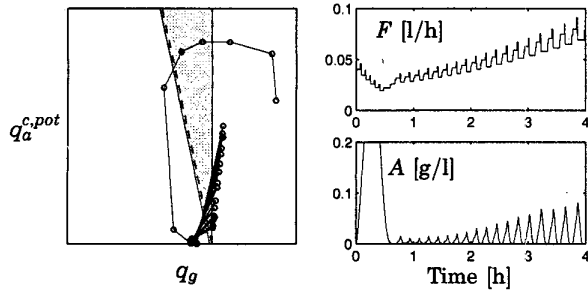 q_a^{c,pot}
q_g
F [l/h]
0.1
0.05
0
0 1 2 3 4
A [g/l]
0.2
0.1
0
0 1 2 3 4
Time [h]